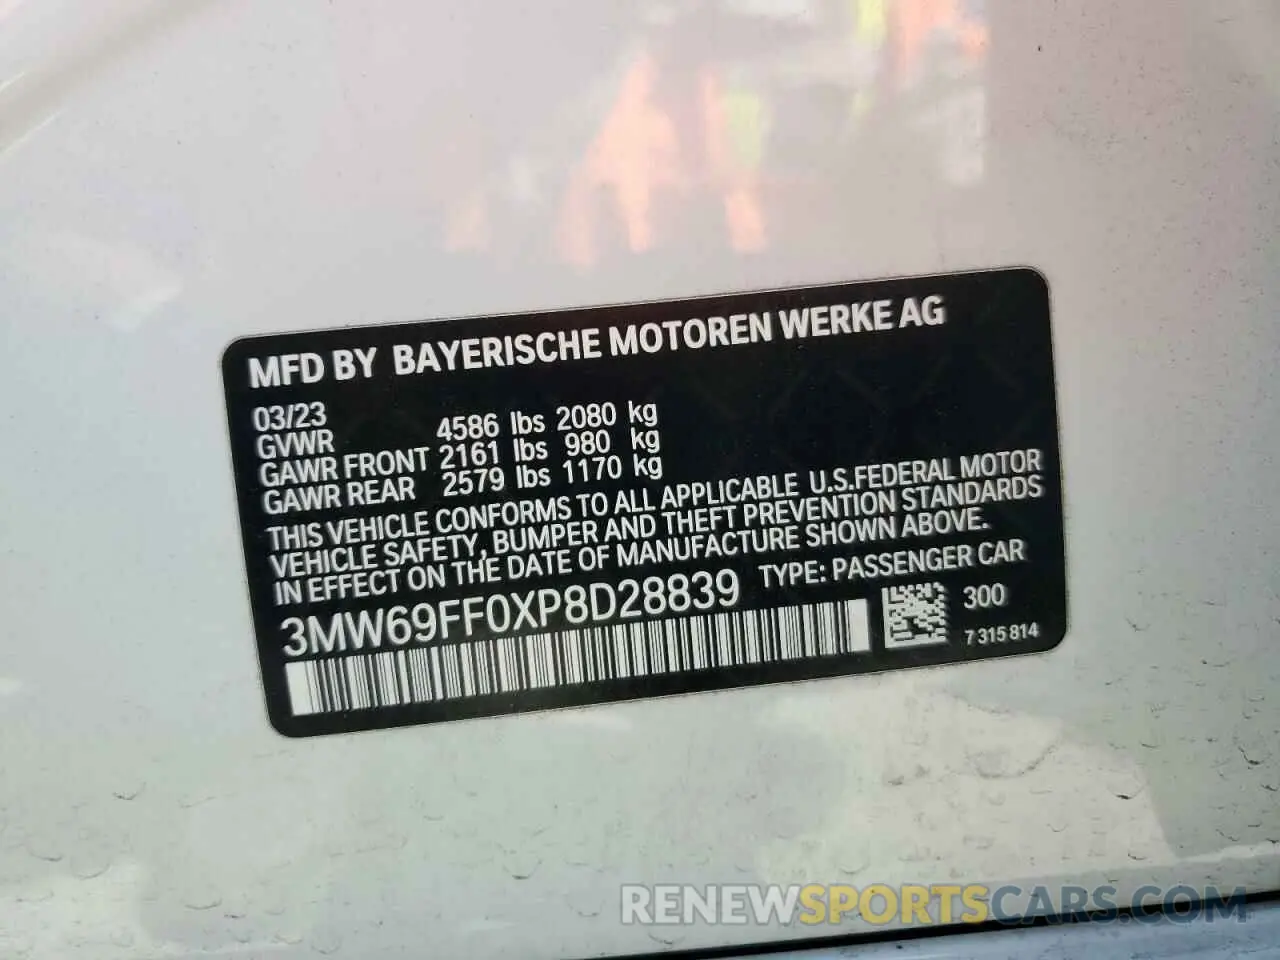 MFD BY BAYERISCHE MOTOREN WERKE AG
03/23
GVWR 4586 lbs 2080 kg
GAWR FRONT 2161 lbs 980 kg
GAWR REAR 2579 lbs 1170 kg
THIS VEHICLE CONFORMS TO ALL APPLICABLE U.S.FEDERAL MOTOR
VEHICLE SAFETY, BUMPER AND THEFT PREVENTION STANDARDS
IN EFFECT ON THE DATE OF MANUFACTURE SHOWN ABOVE.
3MW69FF0XP8D28839 TYPE: PASSENGER CAR
300
7 315 814
RENEWSPORTSCARS.COM